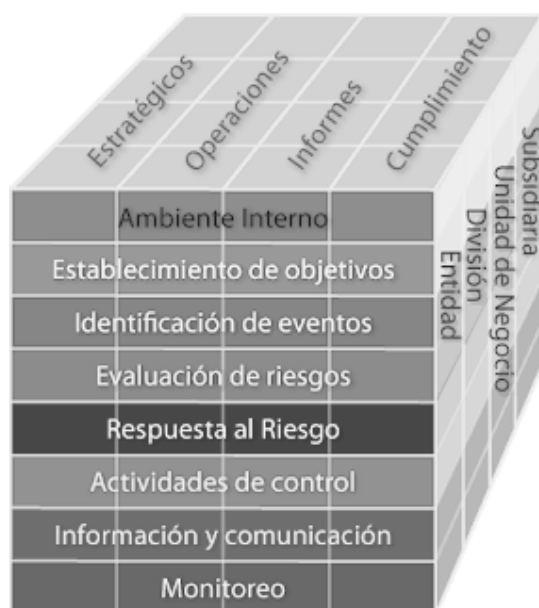 Estratégicos
Operaciones
Informes
Cumplimiento
Ambiente Interno
Establecimiento de objetivos
Identificación de eventos
Evaluación de riesgos
Respuesta al Riesgo
Actividades de control
Información y comunicación
Monitoreo
Entidad
División
Unidad de Negocio
Subsidiaria